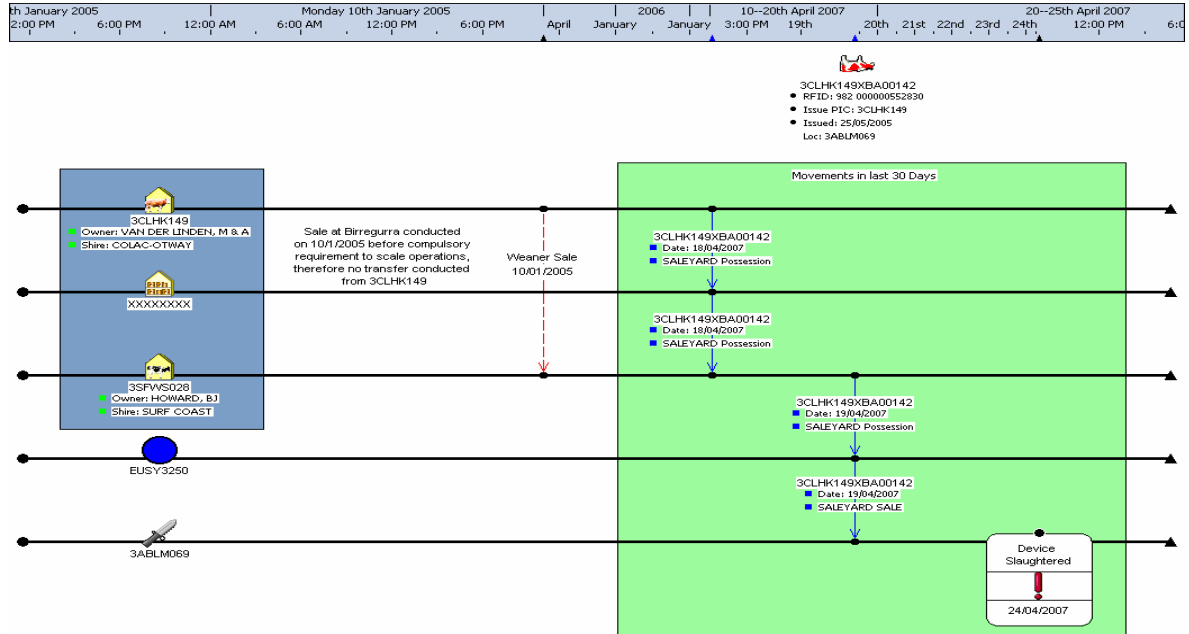 th January 2005 Monday 10th January 2005 2006 10--20th April 2007 20--25th April 2007
2:00 PM 6:00 PM 12:00 AM 6:00 AM 12:00 PM 6:00 PM April January January 3:00 PM 19th 20th 21st 22nd 23rd 24th 12:00 PM 6:0
3CLHK149XBA00142
RFID: 982 000000552830
Issue PIC: 3CLHK149
Issued: 25/05/2005
Loc: 3ABLM069
Movements in last 30 Days
3CLHK149
Owner: VAN DER LINDEN, M & A
Shire: COLAC-OTWAY
Sale at Birregurra conducted
on 10/1/2005 before compulsory
requirement to scale operations,
therefore no transfer conducted
from 3CLHK149
Weaner Sale
10/01/2005
3CLHK149XBA00142
Date: 18/04/2007
SALEYARD Possession
XXXXXXXX
3CLHK149XBA00142
Date: 18/04/2007
SALEYARD Possession
3SFWS028
Owner: HOWARD, BJ
Shire: SURF COAST
3CLHK149XBA00142
Date: 19/04/2007
SALEYARD Possession
EUSY3250
3CLHK149XBA00142
Date: 19/04/2007
SALEYARD SALE
3ABLM069
Device
Slaughtered
24/04/2007